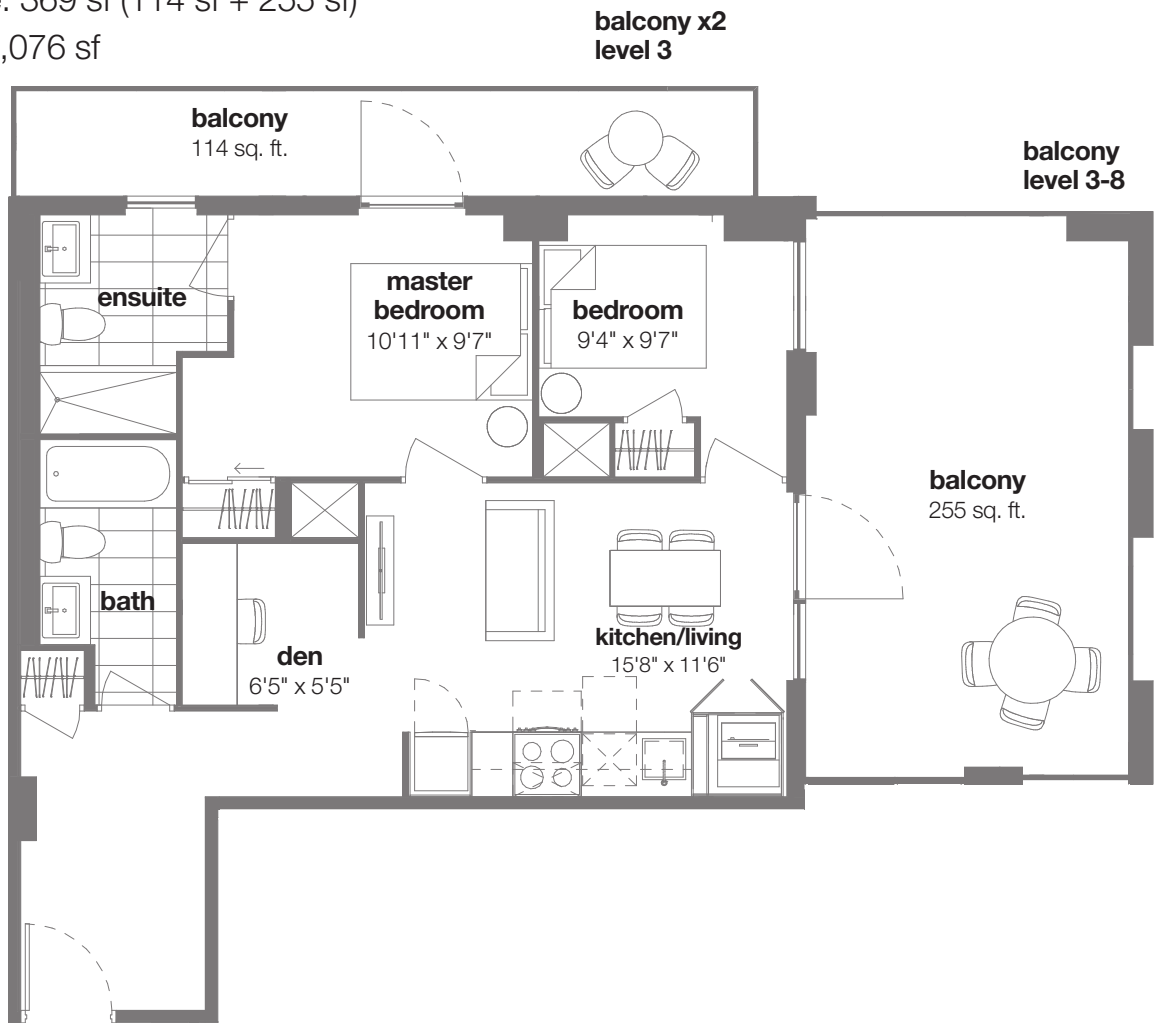 369 sf (114 sf + 255 sf)
,076 sf
balcony x2
level 3
balcony
114 sq. ft.
balcony
level 3-8
master
bedroom
10'11" x 9'7"
bedroom
9'4" x 9'7"
ensuite
balcony
255 sq. ft.
bath
den
6'5" x 5'5"
kitchen/living
15'8" x 11'6"